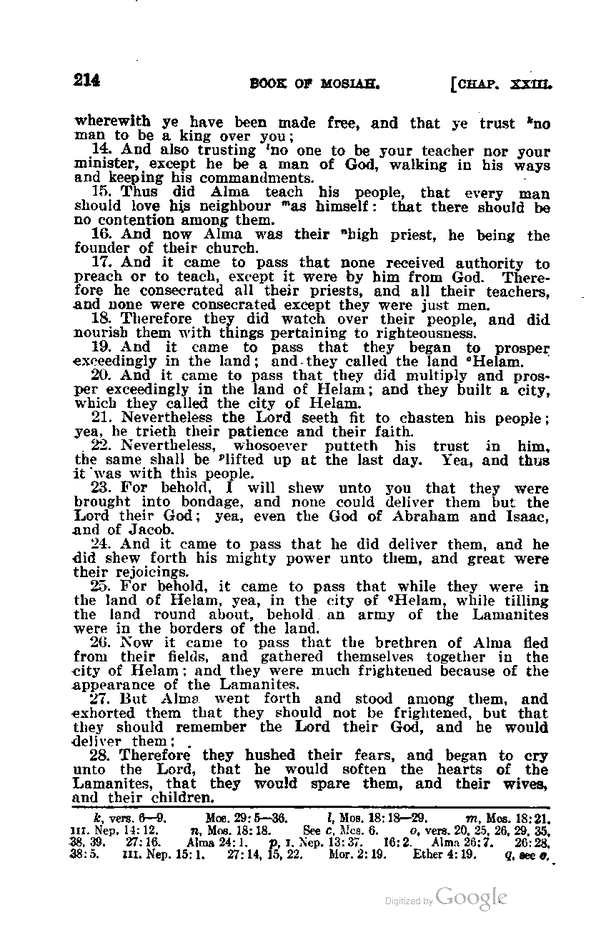 214 BOOK OF MOSIAH. [CHAP. XXIII.
wherewith ye have been made free, and that ye trust ᵏno
man to be a king over you;
14. And also trusting ˡno one to be your teacher nor your
minister, except he be a man of God, walking in his ways
and keeping his commandments.
15. Thus did Alma teach his people, that every man
should love his neighbour ᵐas himself: that there should be
no contention among them.
16. And now Alma was their ⁿhigh priest, he being the
founder of their church.
17. And it came to pass that none received authority to
preach or to teach, except it were by him from God. There-
fore he consecrated all their priests, and all their teachers,
and none were consecrated except they were just men.
18. Therefore they did watch over their people, and did
nourish them with things pertaining to righteousness.
19. And it came to pass that they began to prosper
exceedingly in the land; and they called the land ᵒHelam.
20. And it came to pass that they did multiply and pros-
per exceedingly in the land of Helam; and they built a city,
which they called the city of Helam.
21. Nevertheless the Lord seeth fit to chasten his people;
yea, he trieth their patience and their faith.
22. Nevertheless, whosoever putteth his trust in him,
the same shall be ᵖlifted up at the last day. Yea, and thus
it was with this people.
23. For behold, I will shew unto you that they were
brought into bondage, and none could deliver them but the
Lord their God; yea, even the God of Abraham and Isaac,
and of Jacob.
24. And it came to pass that he did deliver them, and he
did shew forth his mighty power unto them, and great were
their rejoicings.
25. For behold, it came to pass that while they were in
the land of Helam, yea, in the city of qHelam, while tilling
the land round about, behold an army of the Lamanites
were in the borders of the land.
26. Now it came to pass that the brethren of Alma fled
from their fields, and gathered themselves together in the
city of Helam; and they were much frightened because of the
appearance of the Lamanites.
27. But Alma went forth and stood among them, and
exhorted them that they should not be frightened, but that
they should remember the Lord their God, and he would
deliver them;
28. Therefore they hushed their fears, and began to cry
unto the Lord, that he would soften the hearts of the
Lamanites, that they would spare them, and their wives,
and their children.
k, vers. 6—9. Mos. 29:5—36. l, Mos. 18:18—29. m, Mos. 18:21.
III. Nep. 14:12. n, Mos. 18:18. See c, Mos. 6. o, vers. 20, 25, 26, 29, 35,
38, 39. 27:16. Alma 24:1. p, I. Nep. 13:37. 16:2. Alma 26:7. 26:28,
38:5. III. Nep. 15:1. 27:14, 15, 22. Mor. 2:19. Ether 4:19. q, see o.
Digitized by Google